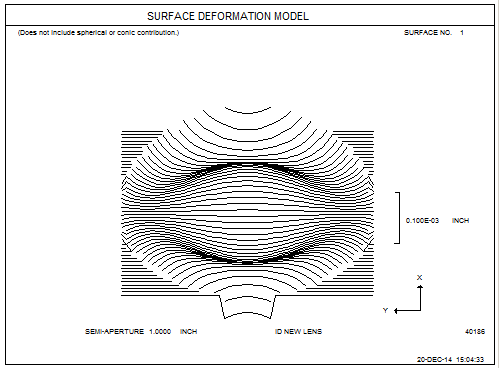 SURFACE DEFORMATION MODEL
(Does not include spherical or conic contribution.) SURFACE NO. 1
0.100E-03 INCH
X
Y
SEMI-APERTURE 1.0000 INCH ID NEW LENS 40186
20-DEC-14 15:04:33